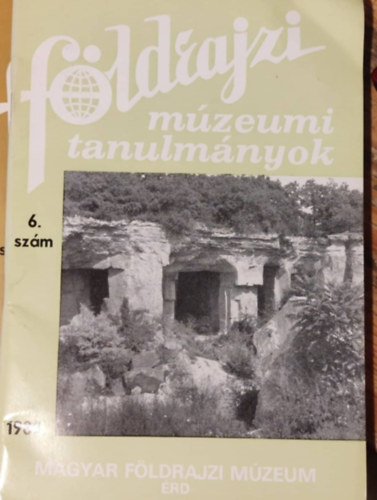 földrajzi
múzeumi
tanulmányok
6.
szám
MAGYAR FÖLDRAJZI MÚZEUM
ÉRD